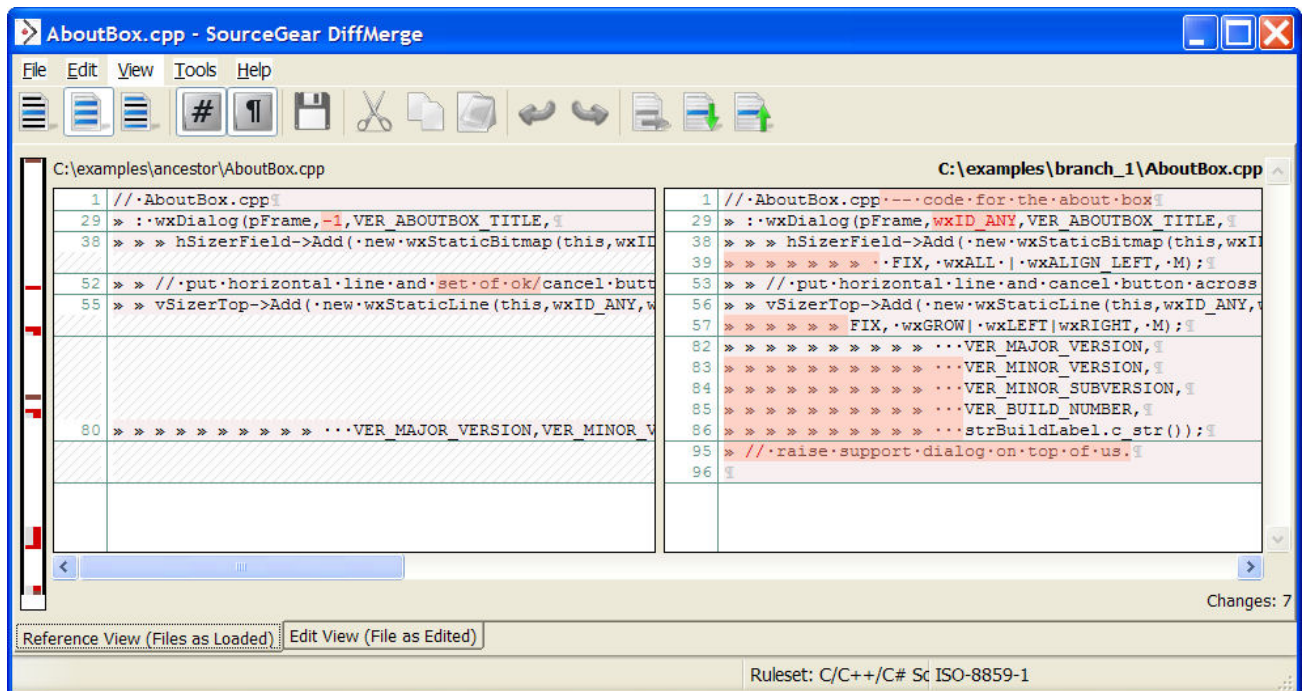 AboutBox.cpp - SourceGear DiffMerge
File Edit View Tools Help
# ¶
C:\examples\ancestor\AboutBox.cpp
C:\examples\branch_1\AboutBox.cpp
1 //·AboutBox.cpp¶
29 » :·wxDialog(pFrame,-1,VER_ABOUTBOX_TITLE,¶
38 » » » hSizerField->Add(·new·wxStaticBitmap(this,wxID
52 » » //·put·horizontal·line·and·set·of·ok/cancel·butt
55 » » vSizerTop->Add(·new·wxStaticLine(this,wxID_ANY,w
80 » » » » » » » » » » ···VER_MAJOR_VERSION,VER_MINOR_V
1 //·AboutBox.cpp·--·code·for·the·about·box¶
29 » :·wxDialog(pFrame,wxID_ANY,VER_ABOUTBOX_TITLE,¶
38 » » » hSizerField->Add(·new·wxStaticBitmap(this,wxI
39 » » » » » » » ··FIX,·wxALL·|·wxALIGN_LEFT,·M);¶
53 » » //·put·horizontal·line·and·cancel·button·across
56 » » vSizerTop->Add(·new·wxStaticLine(this,wxID_ANY,
57 » » » » » » FIX,·wxGROW|·wxLEFT|wxRIGHT,·M);¶
82 » » » » » » » » » » ···VER_MAJOR_VERSION,¶
83 » » » » » » » » » » ···VER_MINOR_VERSION,¶
84 » » » » » » » » » » ···VER_MINOR_SUBVERSION,¶
85 » » » » » » » » » » ···VER_BUILD_NUMBER,¶
86 » » » » » » » » » » ···strBuildLabel.c_str());¶
95 » //·raise·support·dialog·on·top·of·us.¶
96 ¶
Changes: 7
Reference View (Files as Loaded) Edit View (File as Edited)
Ruleset: C/C++/C# Sc ISO-8859-1